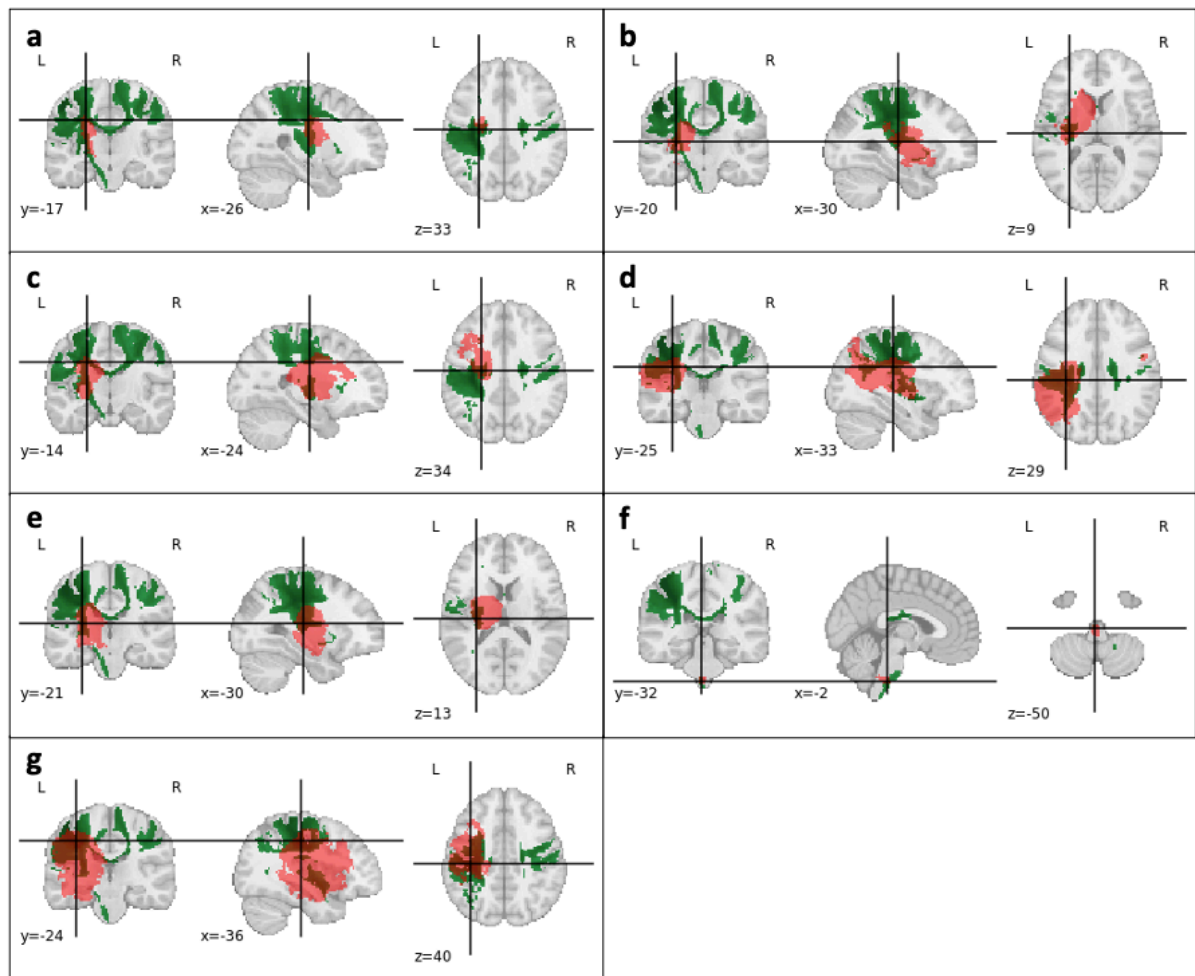 a
L R L R
y=-17 x=-26 z=33
b
L R L R
y=-20 x=-30 z=9
c
L R L R
y=-14 x=-24 z=34
d
L R L R
y=-25 x=-33 z=29
e
L R L R
y=-21 x=-30 z=13
f
L R L R
y=-32 x=-2 z=-50
g
L R L R
y=-24 x=-36 z=40